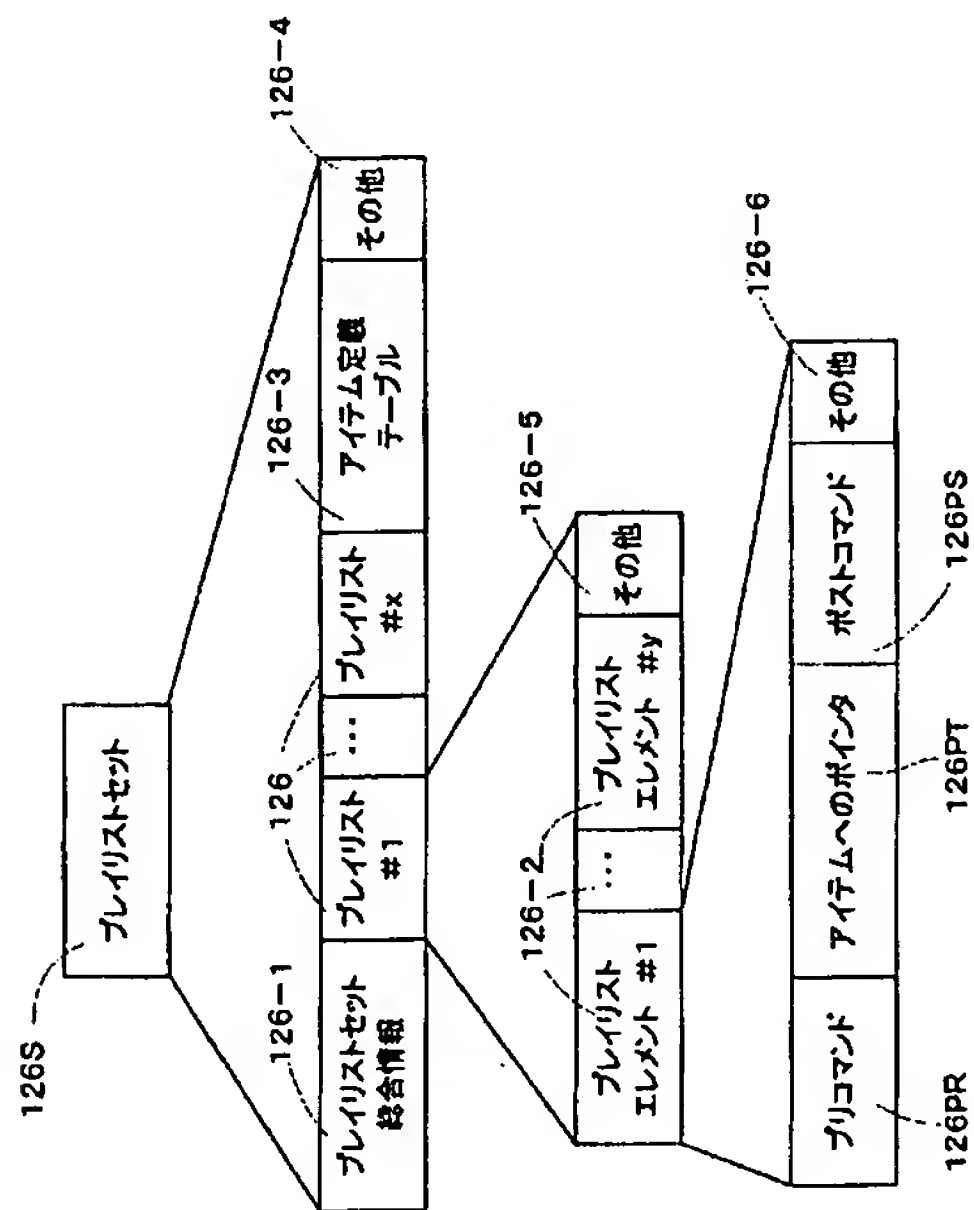 126S
プレイリストセット
126-1
126
126-3
126-4
プレイリストセット
総合情報
プレイリスト
#1
...
プレイリスト
#x
アイテム定義
テーブル
その他
126-2
126-5
プレイリスト
エレメント #1
...
プレイリスト
エレメント #y
その他
126-6
プリコマンド
アイテムへのポインタ
ポストコマンド
その他
126PR
126PT
126PS